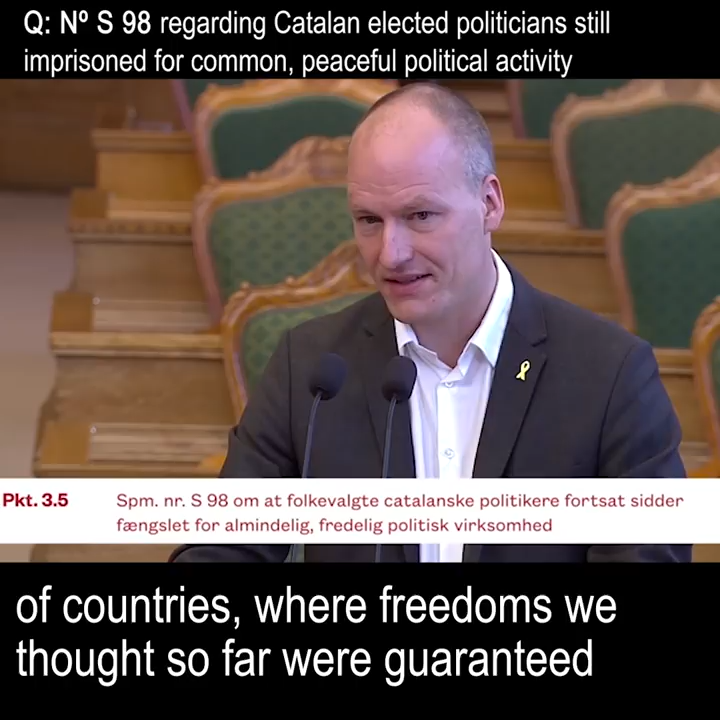 Q: Nº S 98 regarding Catalan elected politicians still
imprisoned for common, peaceful political activity
Pkt. 3.5
Spm. nr. S 98 om at folkevalgte catalanske politikere fortsat sidder
fængslet for almindelig, fredelig politisk virksomhed
of countries, where freedoms we
thought so far were guaranteed